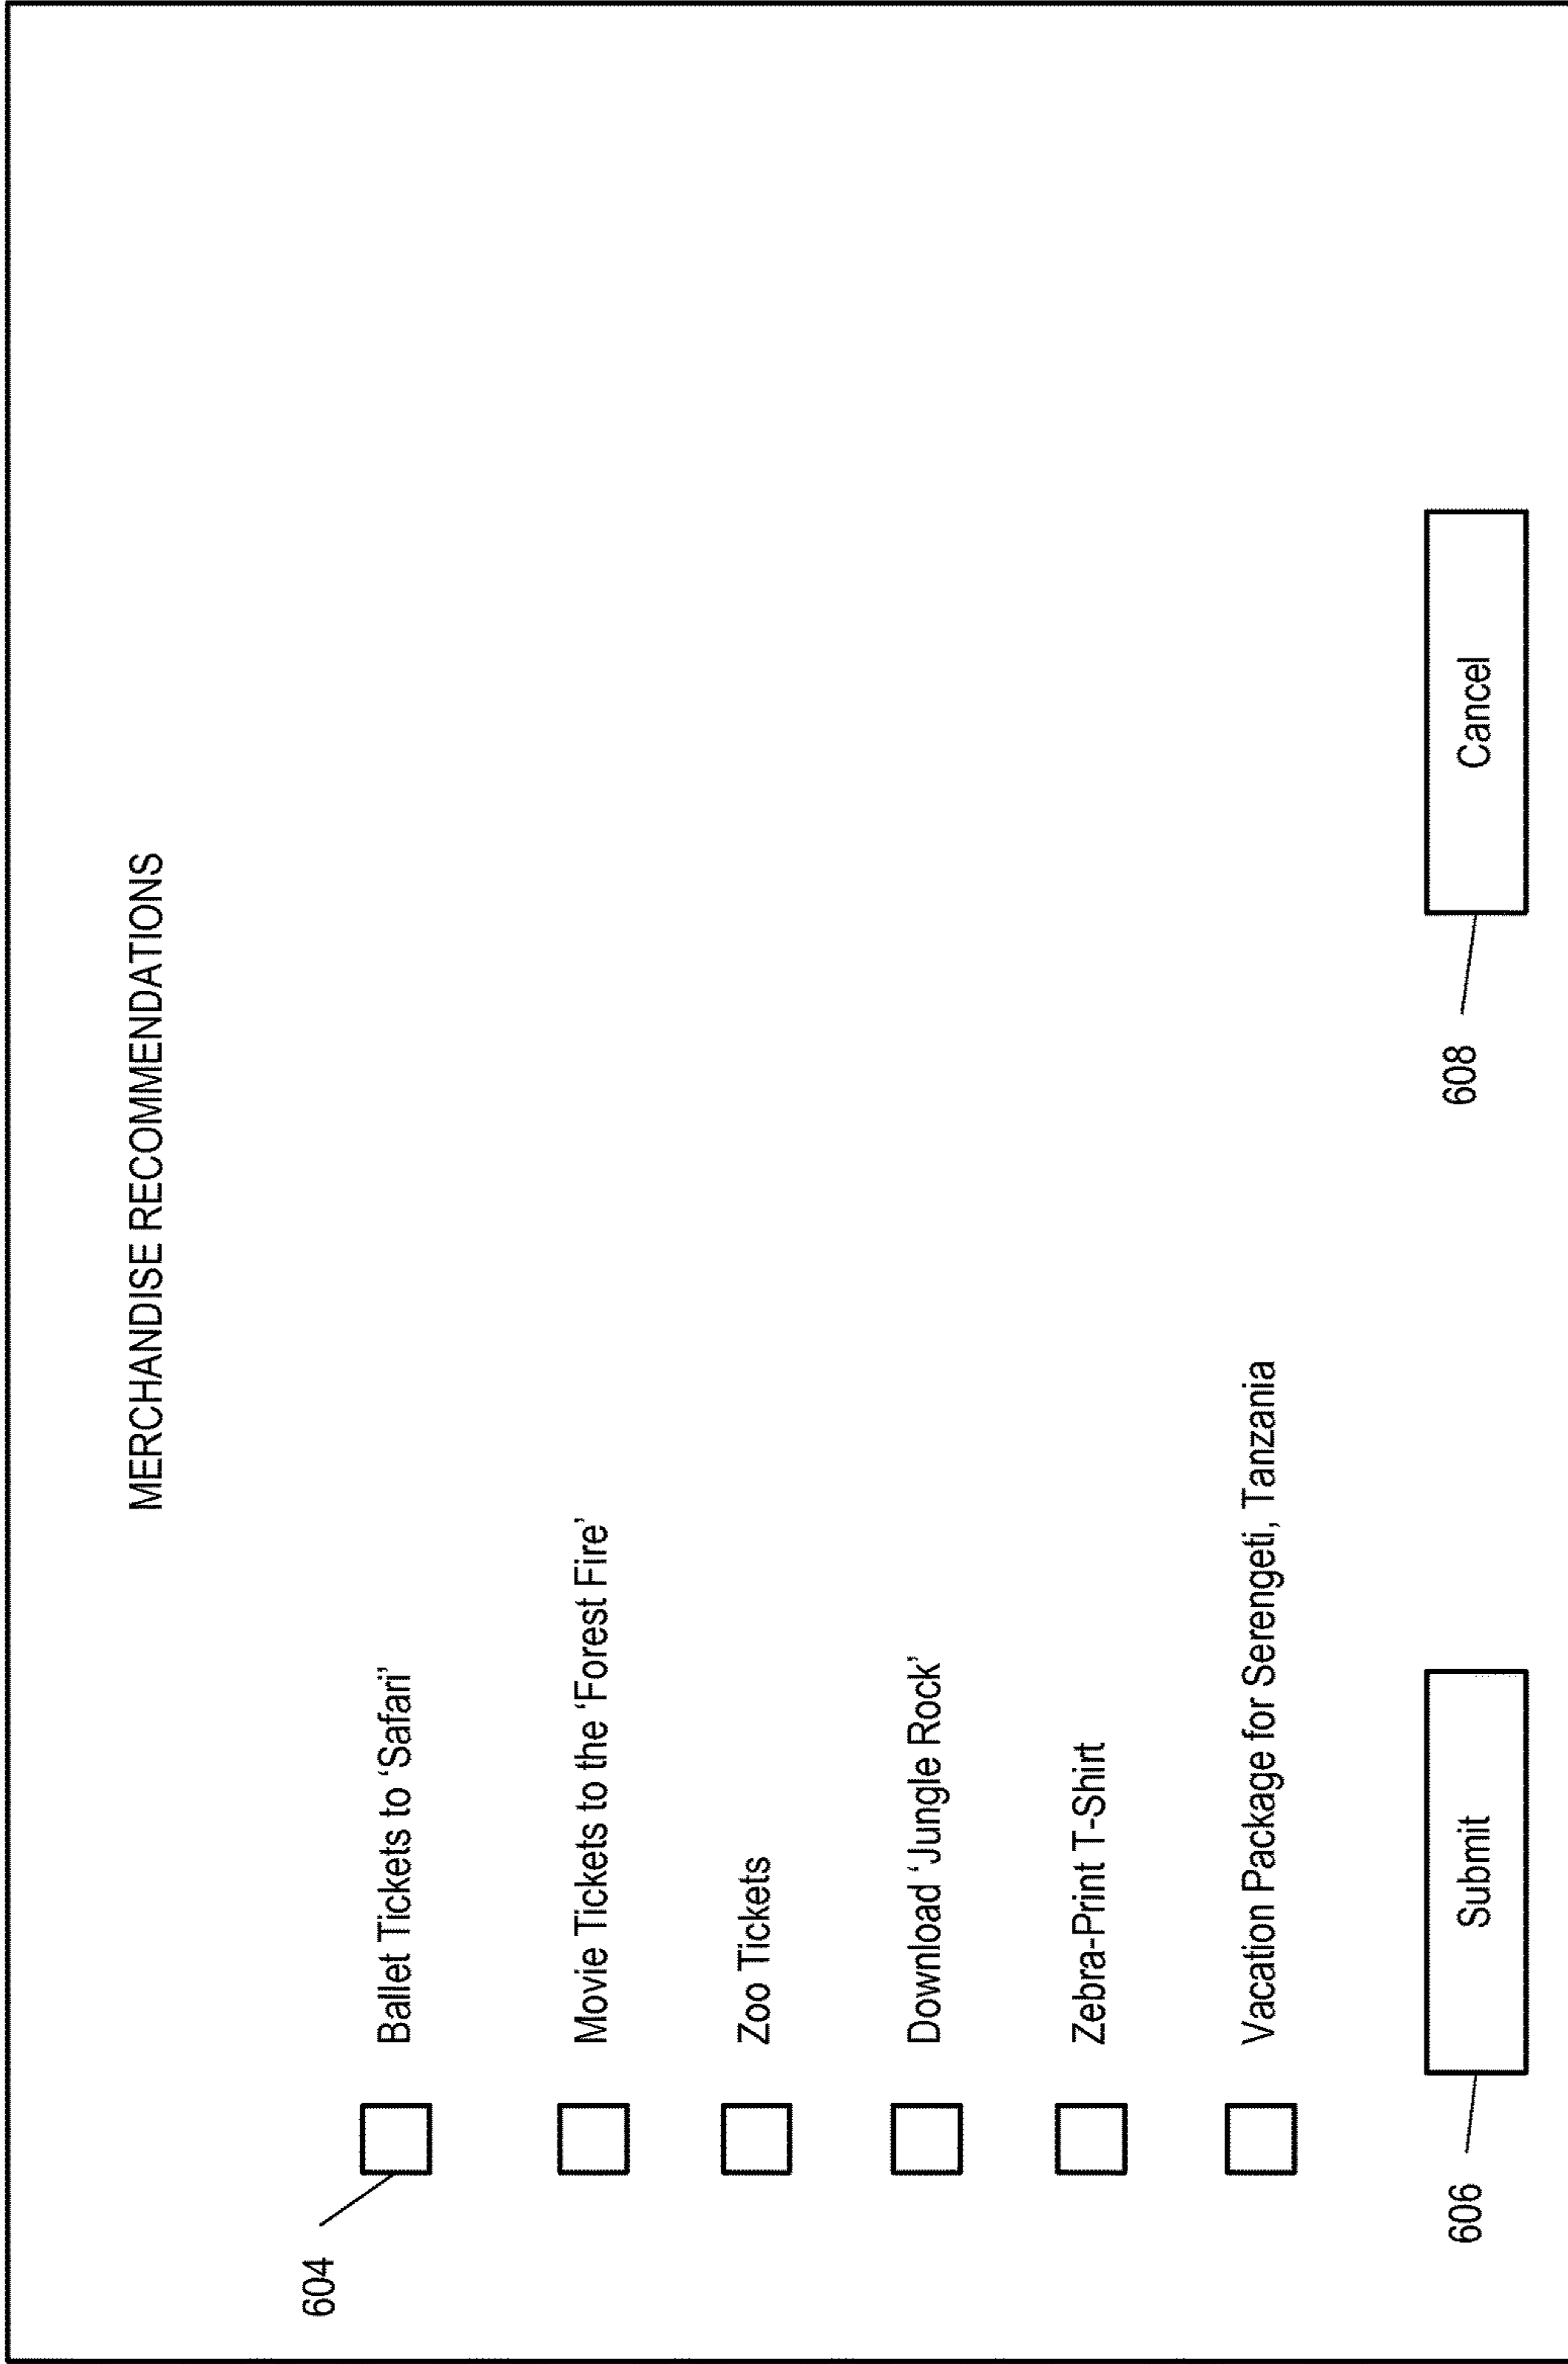 MERCHANDISE RECOMMENDATIONS
604
Ballet Tickets to ‘Safari’
Movie Tickets to the ‘Forest Fire’
Zoo Tickets
Download ‘Jungle Rock’
Zebra-Print T-Shirt
Vacation Package for Serengeti, Tanzania
606 Submit 608 Cancel